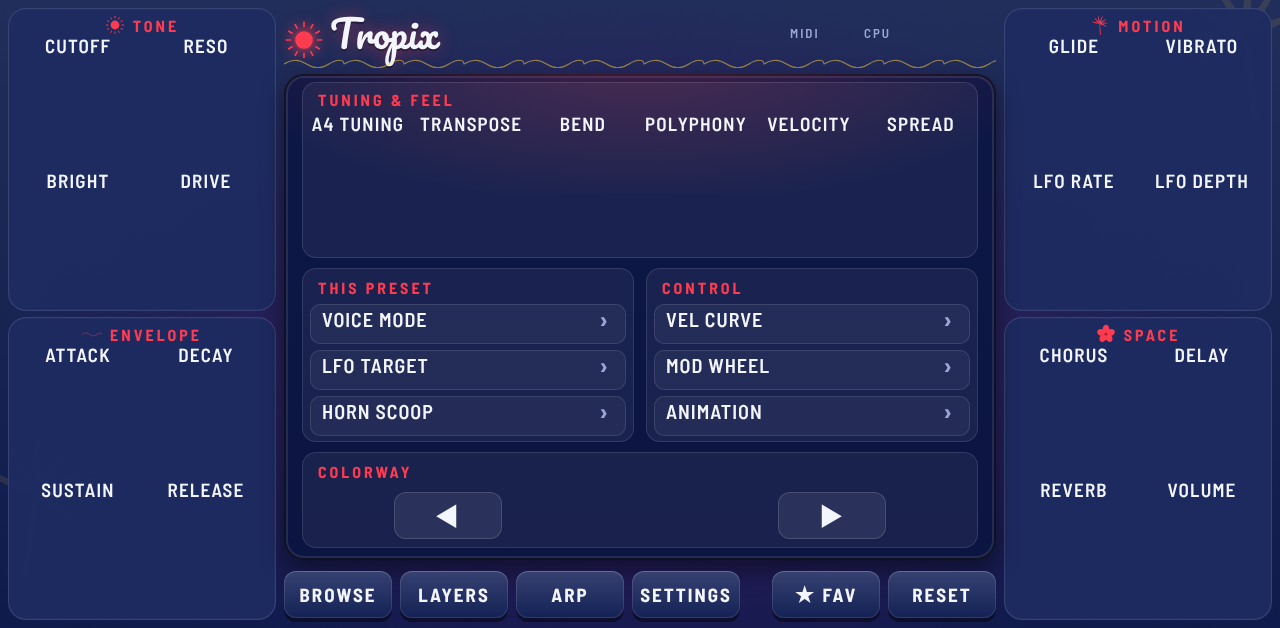 TONE
CUTOFF RESO
BRIGHT DRIVE
ENVELOPE
ATTACK DECAY
SUSTAIN RELEASE
Tropix
MIDI CPU
TUNING & FEEL
A4 TUNING TRANSPOSE BEND POLYPHONY VELOCITY SPREAD
THIS PRESET
VOICE MODE ›
LFO TARGET ›
HORN SCOOP ›
CONTROL
VEL CURVE ›
MOD WHEEL ›
ANIMATION ›
COLORWAY
◀ ▶
BROWSE LAYERS ARP SETTINGS ★ FAV RESET
MOTION
GLIDE VIBRATO
LFO RATE LFO DEPTH
SPACE
CHORUS DELAY
REVERB VOLUME